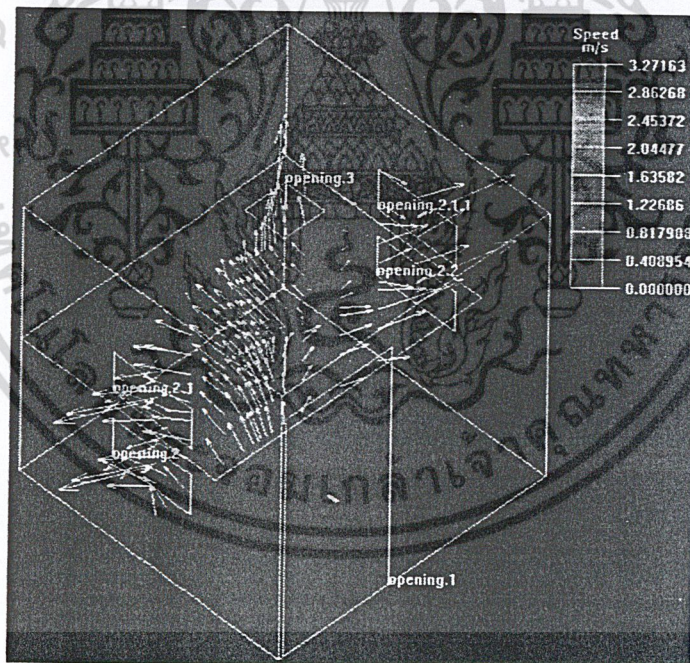 Speed
m/s
3.27163
2.86268
2.45372
2.04477
1.63582
1.22686
0.817908
0.408954
0.000000
opening.3
opening.2.1.1
opening.2.2
opening.2.1
opening.2
opening.1